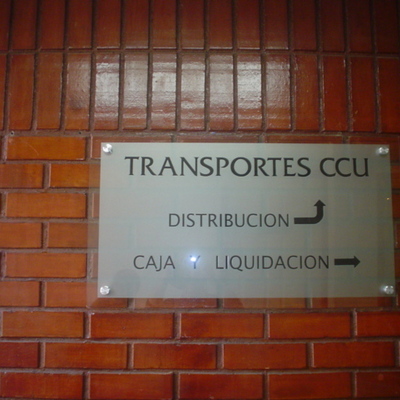 TRANSPORTES CCU
DISTRIBUCION
CAJA Y LIQUIDACION